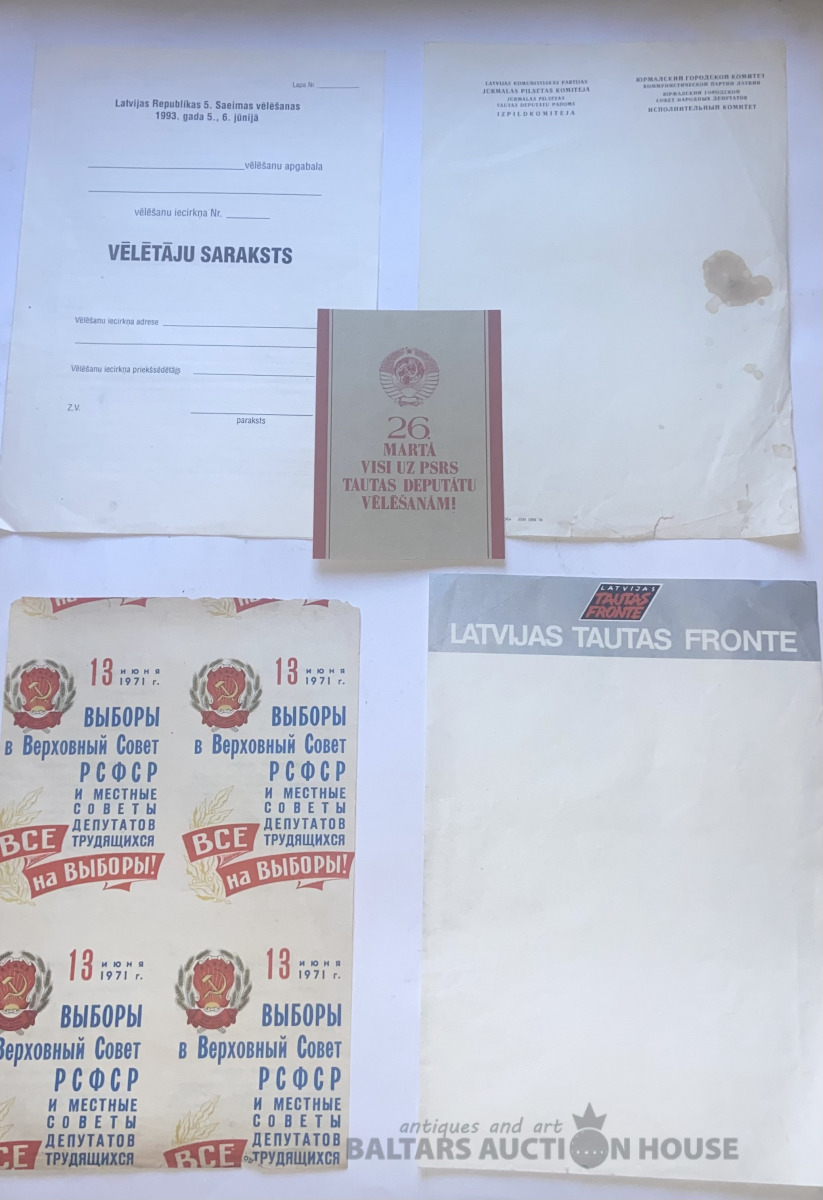 Lapa Nr.
Latvijas Republikas 5. Saeimas vēlēšanas
1993. gada 5., 6. jūnijā
vēlēšanu apgabala
vēlēšanu iecirkņa Nr.
VĒLĒTĀJU SARAKSTS
Vēlēšanu iecirkņa adrese
Vēlēšanu iecirkņa priekšsēdētājs
Z.V.
paraksts
LATVIJAS KOMUNISTISKĀS PARTIJAS
JŪRMALAS PILSĒTAS KOMITEJA
JŪRMALAS PILSĒTAS
TAUTAS DEPUTĀTU PADOMES
IZPILDKOMITEJA
ЮРМАЛСКИЙ ГОРОДСКОЙ КОМИТЕТ
КОММУНИСТИЧЕСКОЙ ПАРТИИ ЛАТВИИ
ЮРМАЛСКИЙ ГОРОДСКОЙ
СОВЕТ НАРОДНЫХ ДЕПУТАТОВ
ИСПОЛНИТЕЛЬНЫЙ КОМИТЕТ
26.
MARTĀ
VISI UZ PSRS
TAUTAS DEPUTĀTU
VĒLĒŠANĀM!
13 июня
1971 г.
ВЫБОРЫ
в Верховный Совет
РСФСР
И МЕСТНЫЕ
СОВЕТЫ
ДЕПУТАТОВ
ТРУДЯЩИХСЯ
ВСЕ
на ВЫБОРЫ!
13 июня
1971 г.
ВЫБОРЫ
в Верховный Совет
РСФСР
И МЕСТНЫЕ
СОВЕТЫ
ДЕПУТАТОВ
ТРУДЯЩИХСЯ
ВСЕ
на ВЫБОРЫ!
13 июня
1971 г.
ВЫБОРЫ
Верховный Совет
РСФСР
И МЕСТНЫЕ
СОВЕТЫ
ДЕПУТАТОВ
ТРУДЯЩИХСЯ
СЕ
13 июня
1971 г.
ВЫБОРЫ
в Верховный Совет
РСФСР
И МЕСТНЫЕ
СОВЕТЫ
ДЕПУТАТОВ
ТРУДЯЩИХСЯ
ВСЕ
LATVIJAS
TAUTAS
FRONTE
LATVIJAS TAUTAS FRONTE
antiques and art
BALTARS AUCTION HOUSE